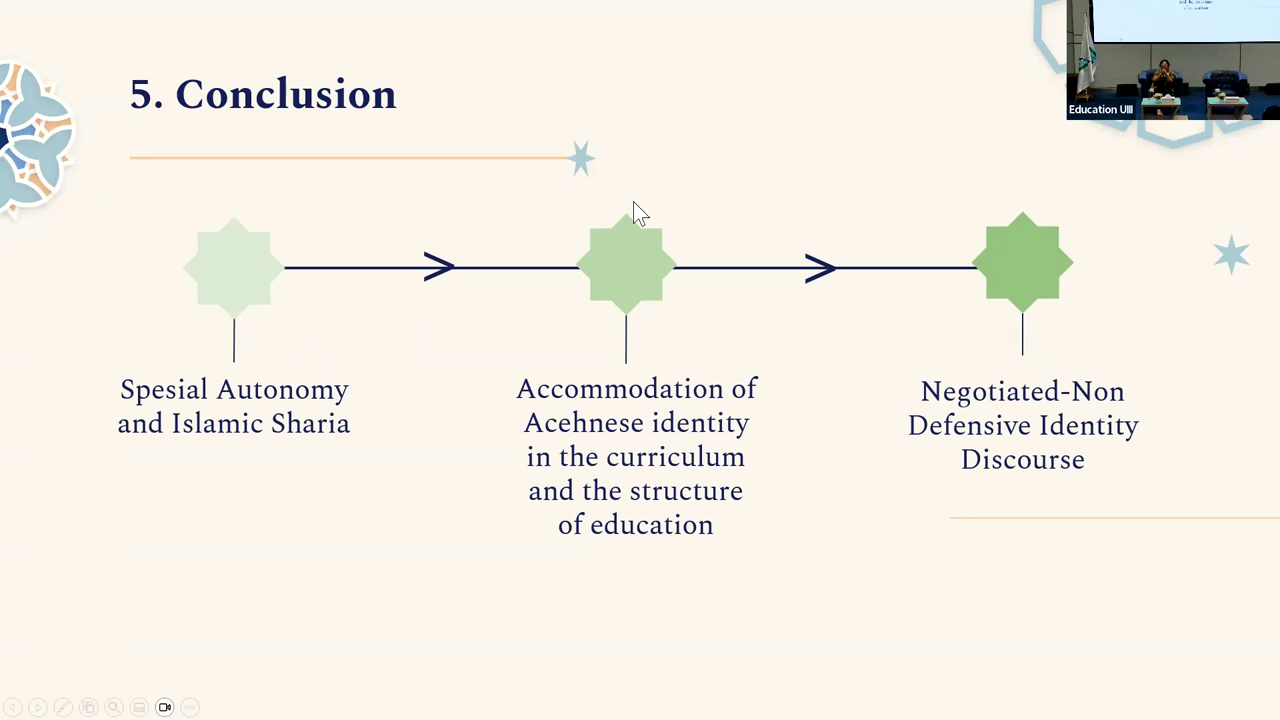 5. Conclusion
Spesial Autonomy
and Islamic Sharia
Accommodation of
Acehnese identity
in the curriculum
and the structure
of education
Negotiated-Non
Defensive Identity
Discourse
Education UIII